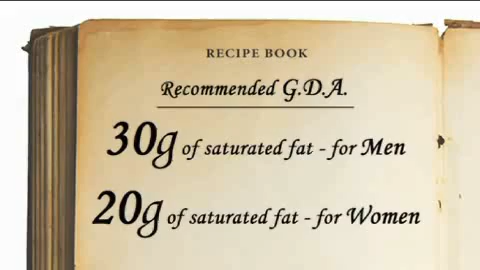 RECIPE BOOK
Recommended G.D.A.
30g of saturated fat - for Men
20g of saturated fat - for Women